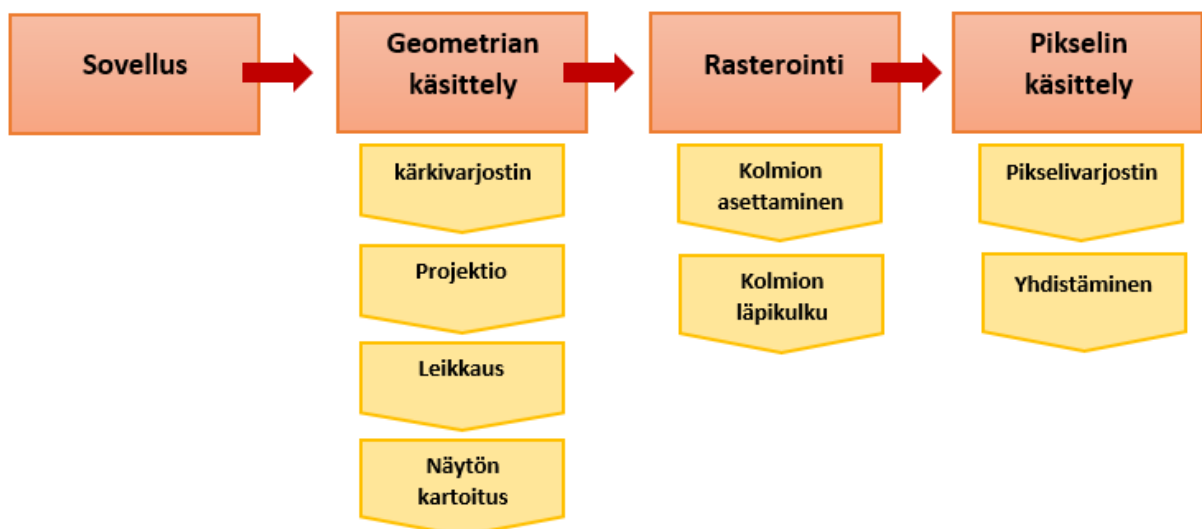 Sovellus
Geometrian
käsittely
Rasterointi
Pikselin
käsittely
kärkivarjostin
Projektio
Leikkaus
Näytön
kartoitus
Kolmion
asettaminen
Kolmion
läpikulku
Pikselivarjostin
Yhdistäminen